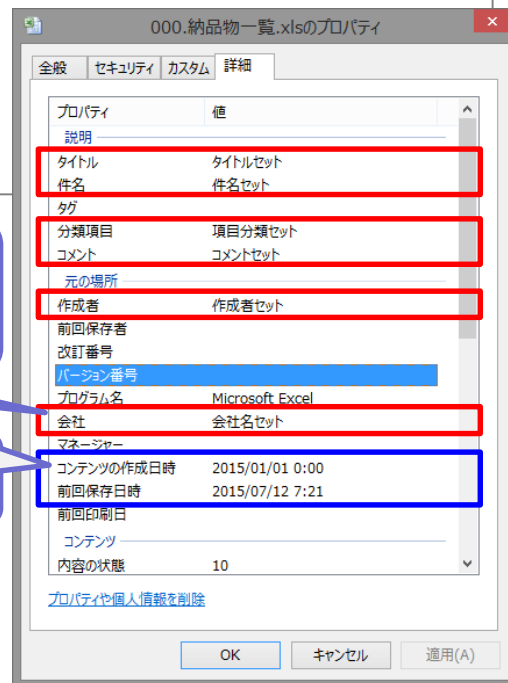 000.納品物一覧.xlsのプロパティ
全般 セキュリティ カスタム 詳細
プロパティ 値
説明
タイトル タイトルセット
件名 件名セット
タグ
分類項目 項目分類セット
コメント コメントセット
元の場所
作成者 作成者セット
前回保存者
改訂番号
バージョン番号
プログラム名 Microsoft Excel
会社 会社名セット
マネージャー
コンテンツの作成日時 2015/01/01 0:00
前回保存日時 2015/07/12 7:21
前回印刷日
コンテンツ
内容の状態 10
プロパティや個人情報を削除
OK キャンセル 適用(A)